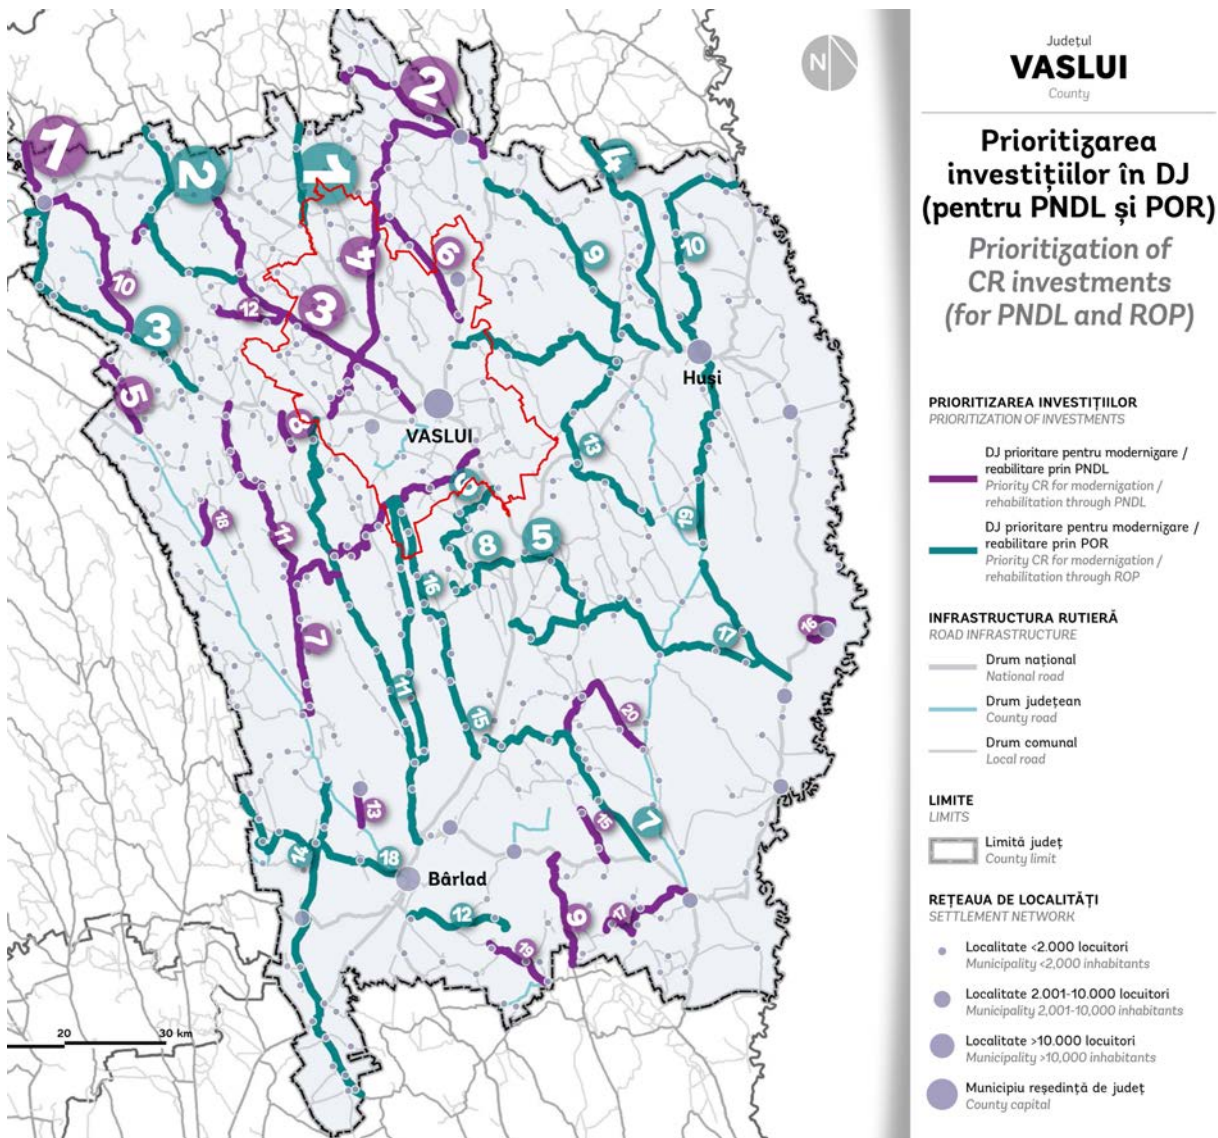 Județul
VASLUI
County
Prioritizarea
investițiilor în DJ
(pentru PNDL și POR)
Prioritization of
CR investments
(for PNDL and ROP)
PRIORITIZAREA INVESTIȚIILOR
PRIORITIZATION OF INVESTMENTS
DJ prioritare pentru modernizare /
reabilitare prin PNDL
Priority CR for modernization /
rehabilitation through PNDL
DJ prioritare pentru modernizare /
reabilitare prin POR
Priority CR for modernization /
rehabilitation through ROP
INFRASTRUCTURA RUTIERĂ
ROAD INFRASTRUCTURE
Drum național
National road
Drum județean
County road
Drum comunal
Local road
LIMITE
LIMITS
Limită județ
County limit
REȚEAUA DE LOCALITĂȚI
SETTLEMENT NETWORK
Localitate <2.000 locuitori
Municipality <2,000 inhabitants
Localitate 2.001-10.000 locuitori
Municipality 2,001-10,000 inhabitants
Localitate >10.000 locuitori
Municipality >10,000 inhabitants
Municipiu reședință de județ
County capital
N
2
1
2
1
4
4
6
9
10
10
12
3
3
5
Huși
8
VASLUI
13
6
18
11
8
5
19
16
7
17
16
11
15
20
13
15
7
14
18
Bârlad
12
9
17
19
20
30 km